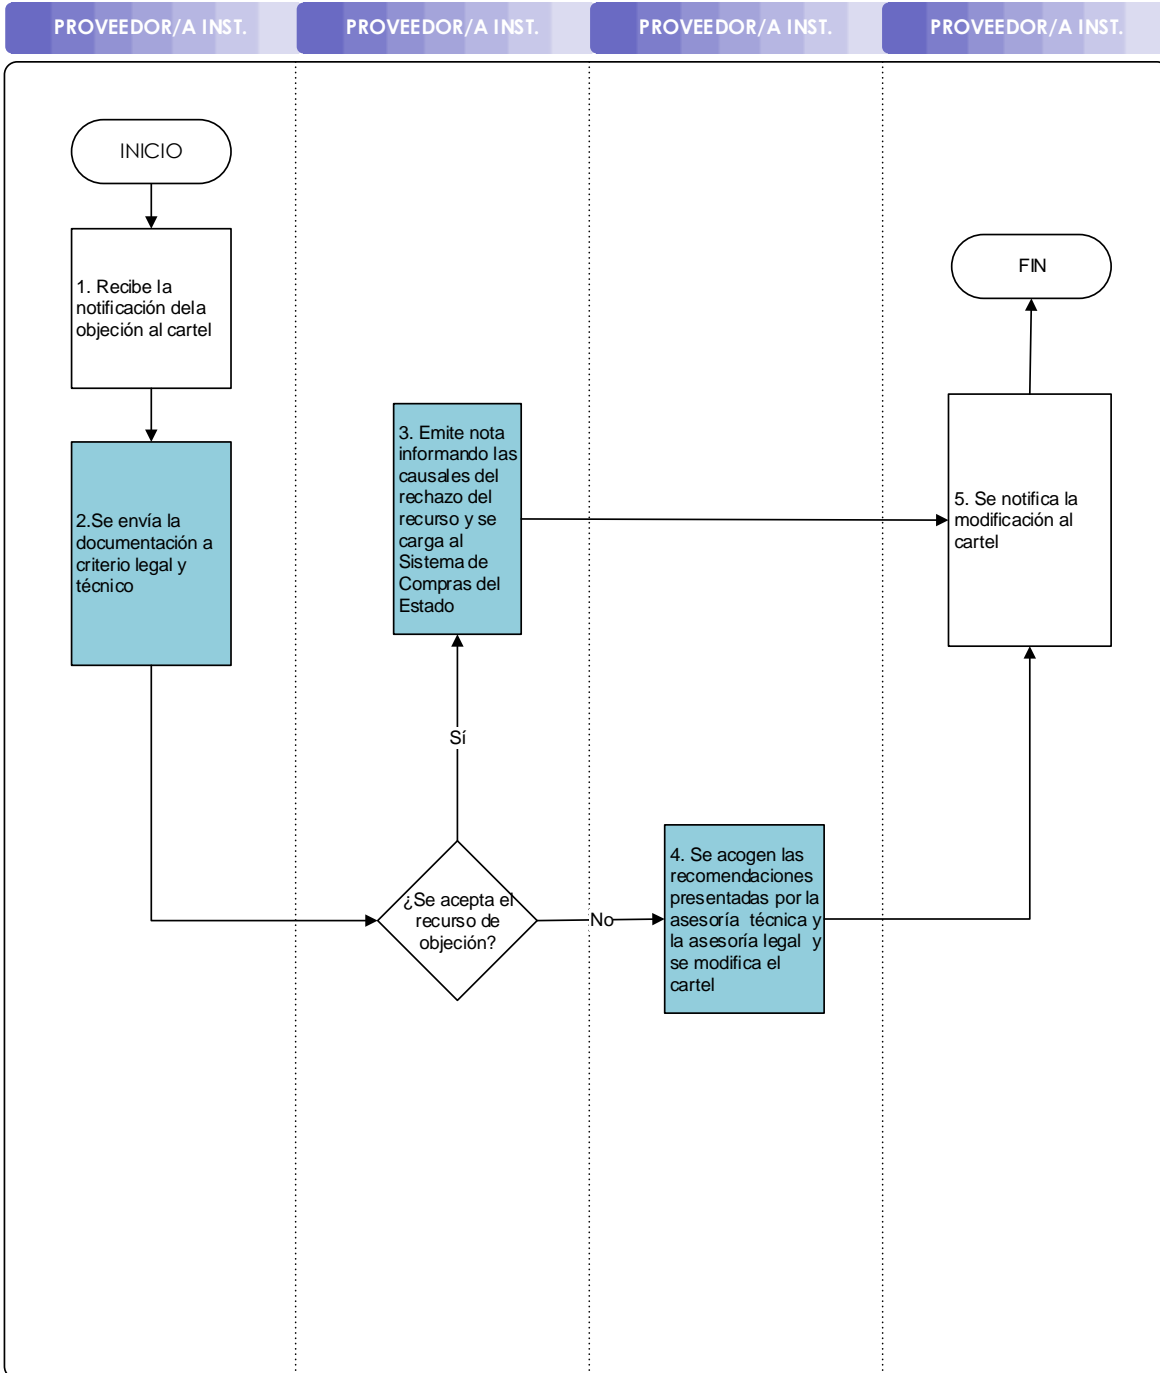 PROVEEDOR/A INST.
PROVEEDOR/A INST.
PROVEEDOR/A INST.
PROVEEDOR/A INST.
INICIO
1. Recibe la
notificación dela
objeción al cartel
2.Se envía la
documentación a
criterio legal y
técnico
3. Emite nota
informando las
causales del
rechazo del
recurso y se
carga al
Sistema de
Compras del
Estado
Sí
¿Se acepta el
recurso de
objeción?
No
4. Se acogen las
recomendaciones
presentadas por la
asesoría técnica y
la asesoría legal y
se modifica el
cartel
5. Se notifica la
modificación al
cartel
FIN